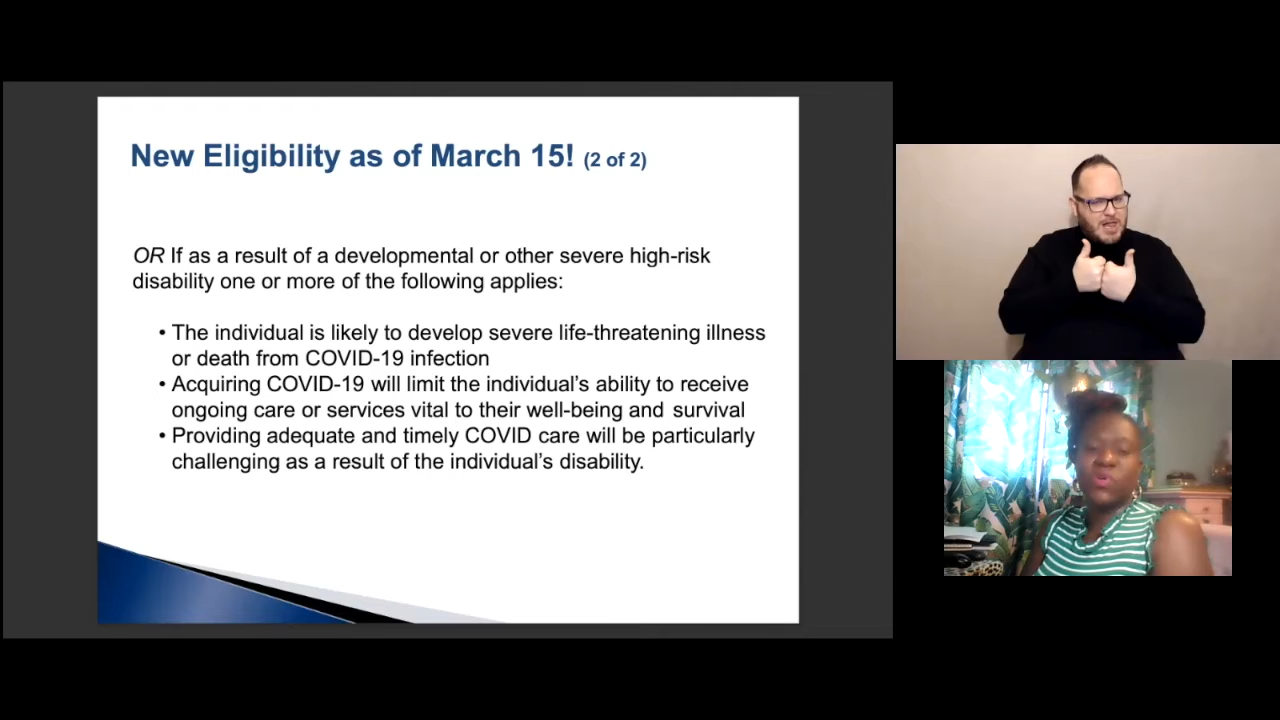 New Eligibility as of March 15! (2 of 2)
OR If as a result of a developmental or other severe high-risk
disability one or more of the following applies:
• The individual is likely to develop severe life-threatening illness
or death from COVID-19 infection
• Acquiring COVID-19 will limit the individual’s ability to receive
ongoing care or services vital to their well-being and survival
• Providing adequate and timely COVID care will be particularly
challenging as a result of the individual’s disability.